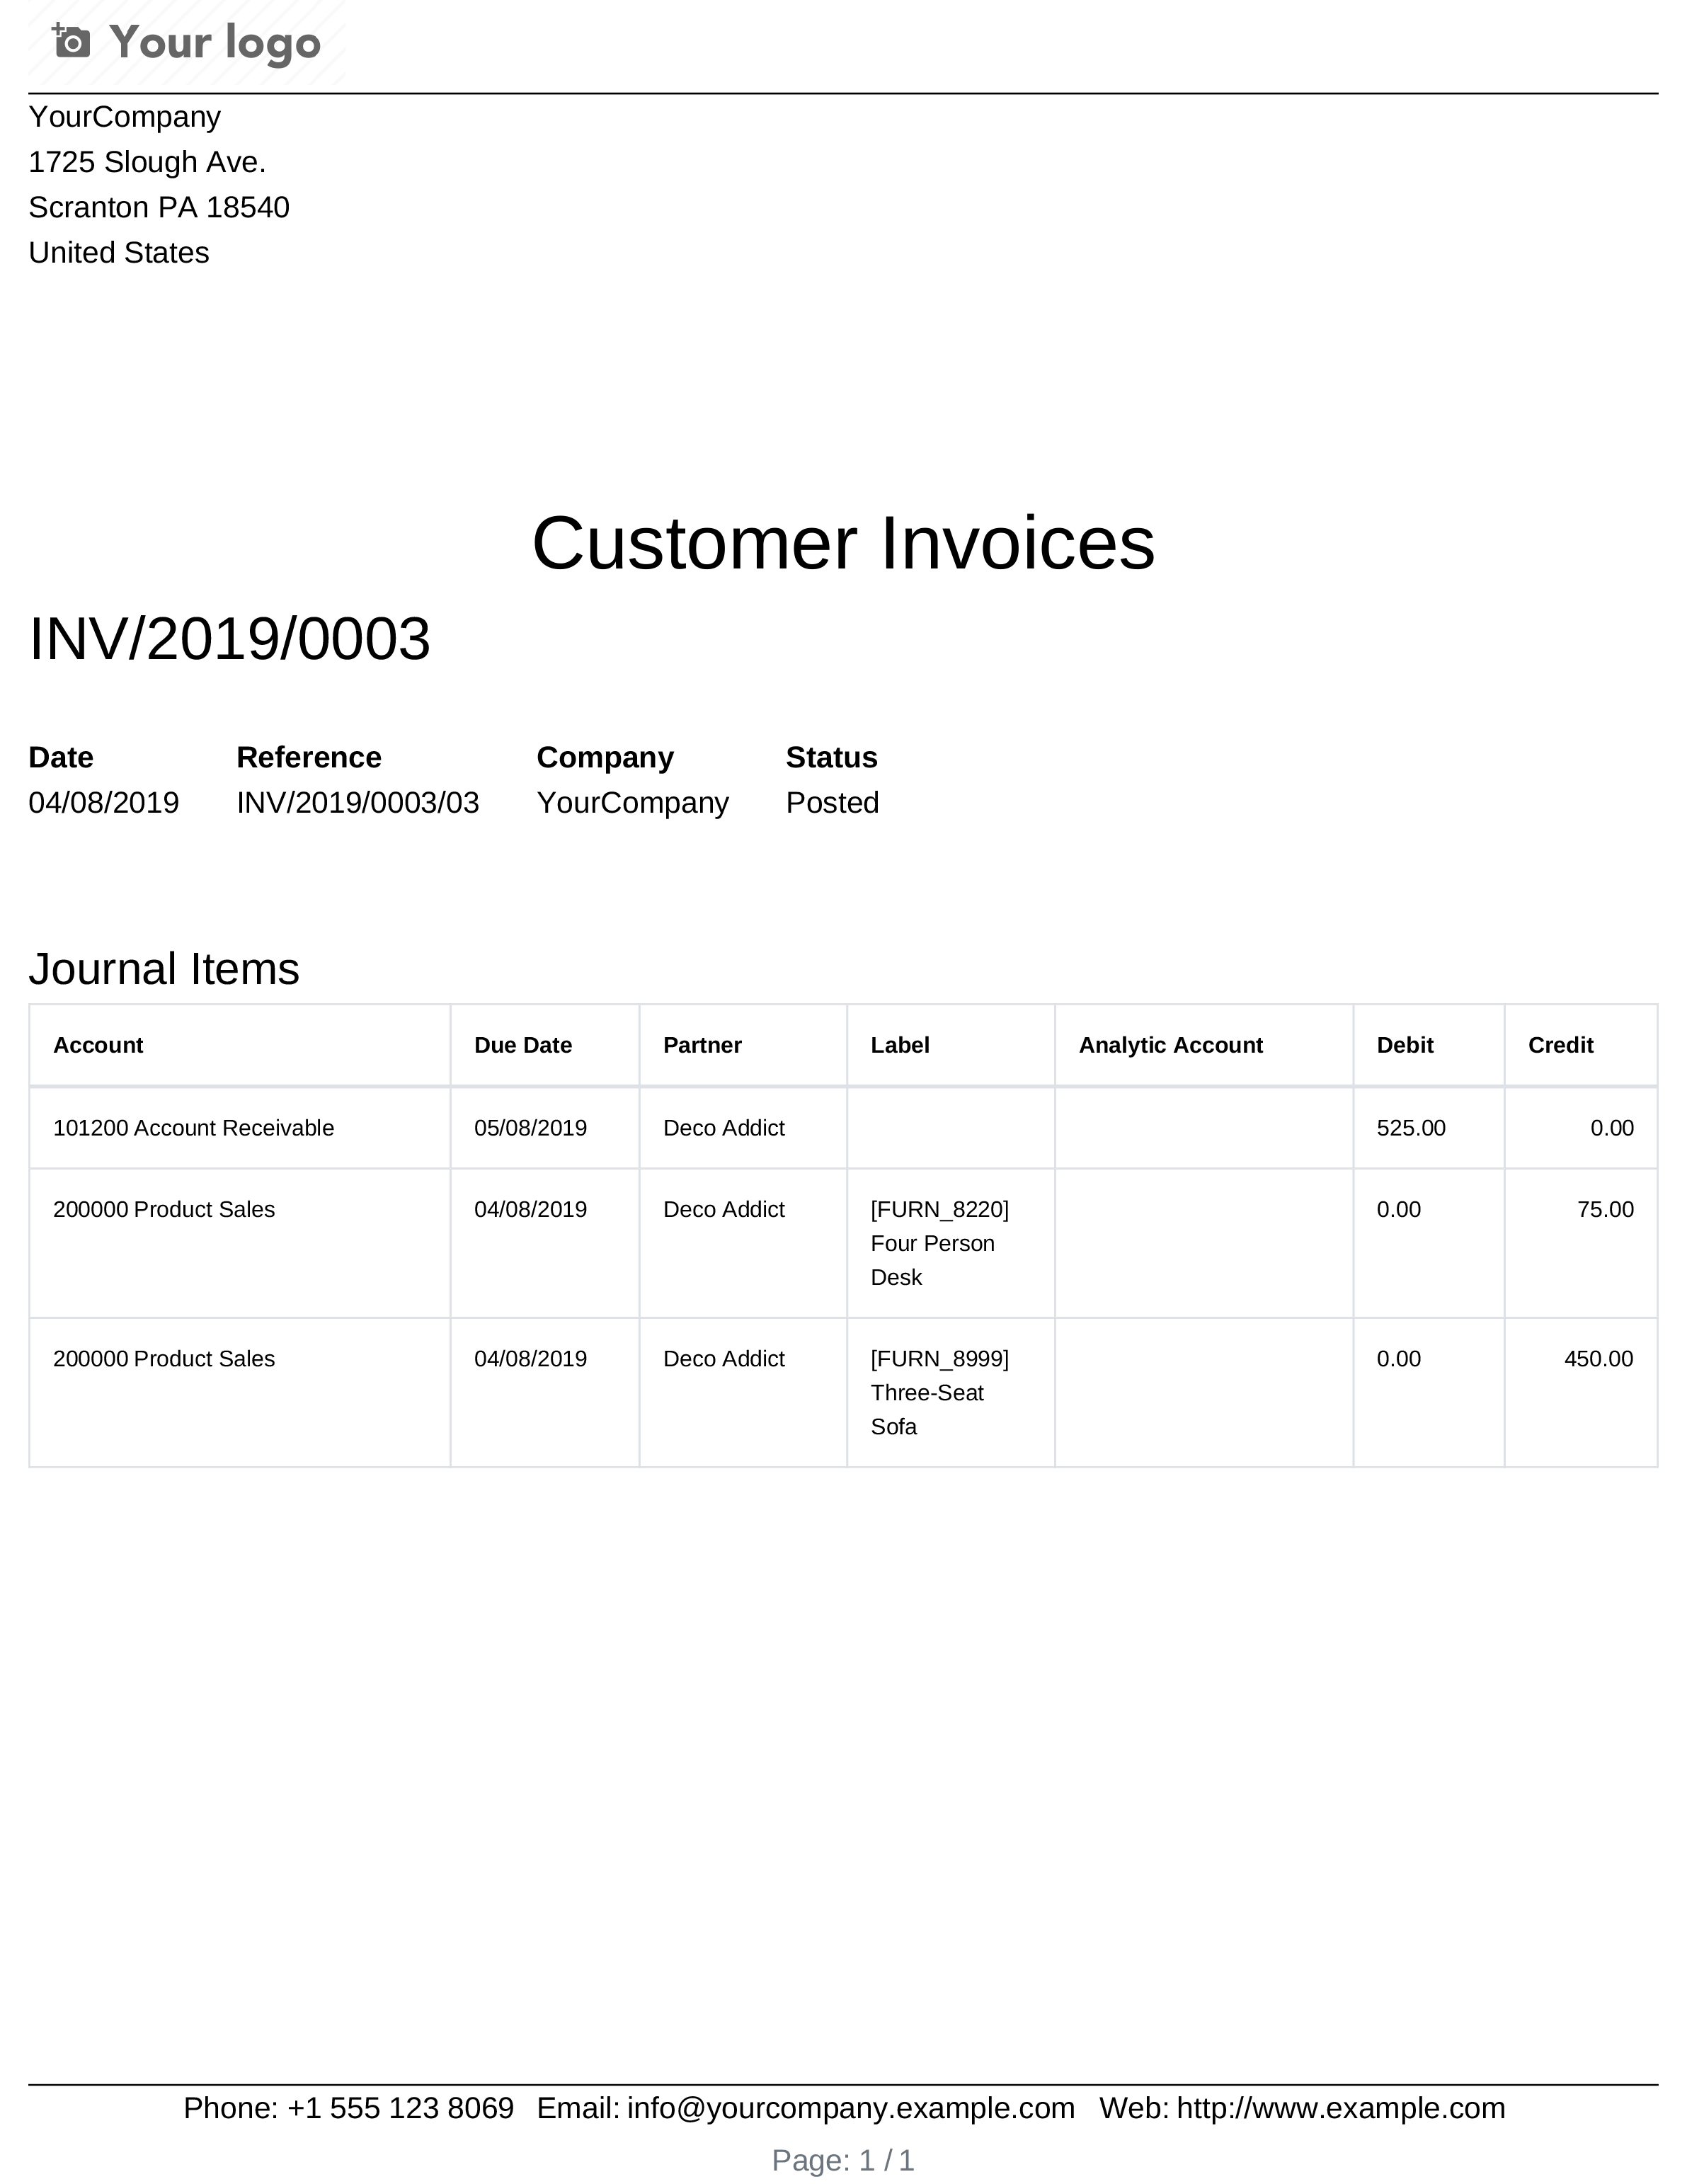 Your logo
YourCompany
1725 Slough Ave.
Scranton PA 18540
United States
Customer Invoices
INV/2019/0003
Date Reference Company Status
04/08/2019 INV/2019/0003/03 YourCompany Posted
Journal Items
Account Due Date Partner Label Analytic Account Debit Credit
101200 Account Receivable 05/08/2019 Deco Addict 525.00 0.00
200000 Product Sales 04/08/2019 Deco Addict [FURN_8220] 0.00 75.00
Four Person
Desk
200000 Product Sales 04/08/2019 Deco Addict [FURN_8999] 0.00 450.00
Three-Seat
Sofa
Phone: +1 555 123 8069 Email: info@yourcompany.example.com Web: http://www.example.com
Page: 1 / 1